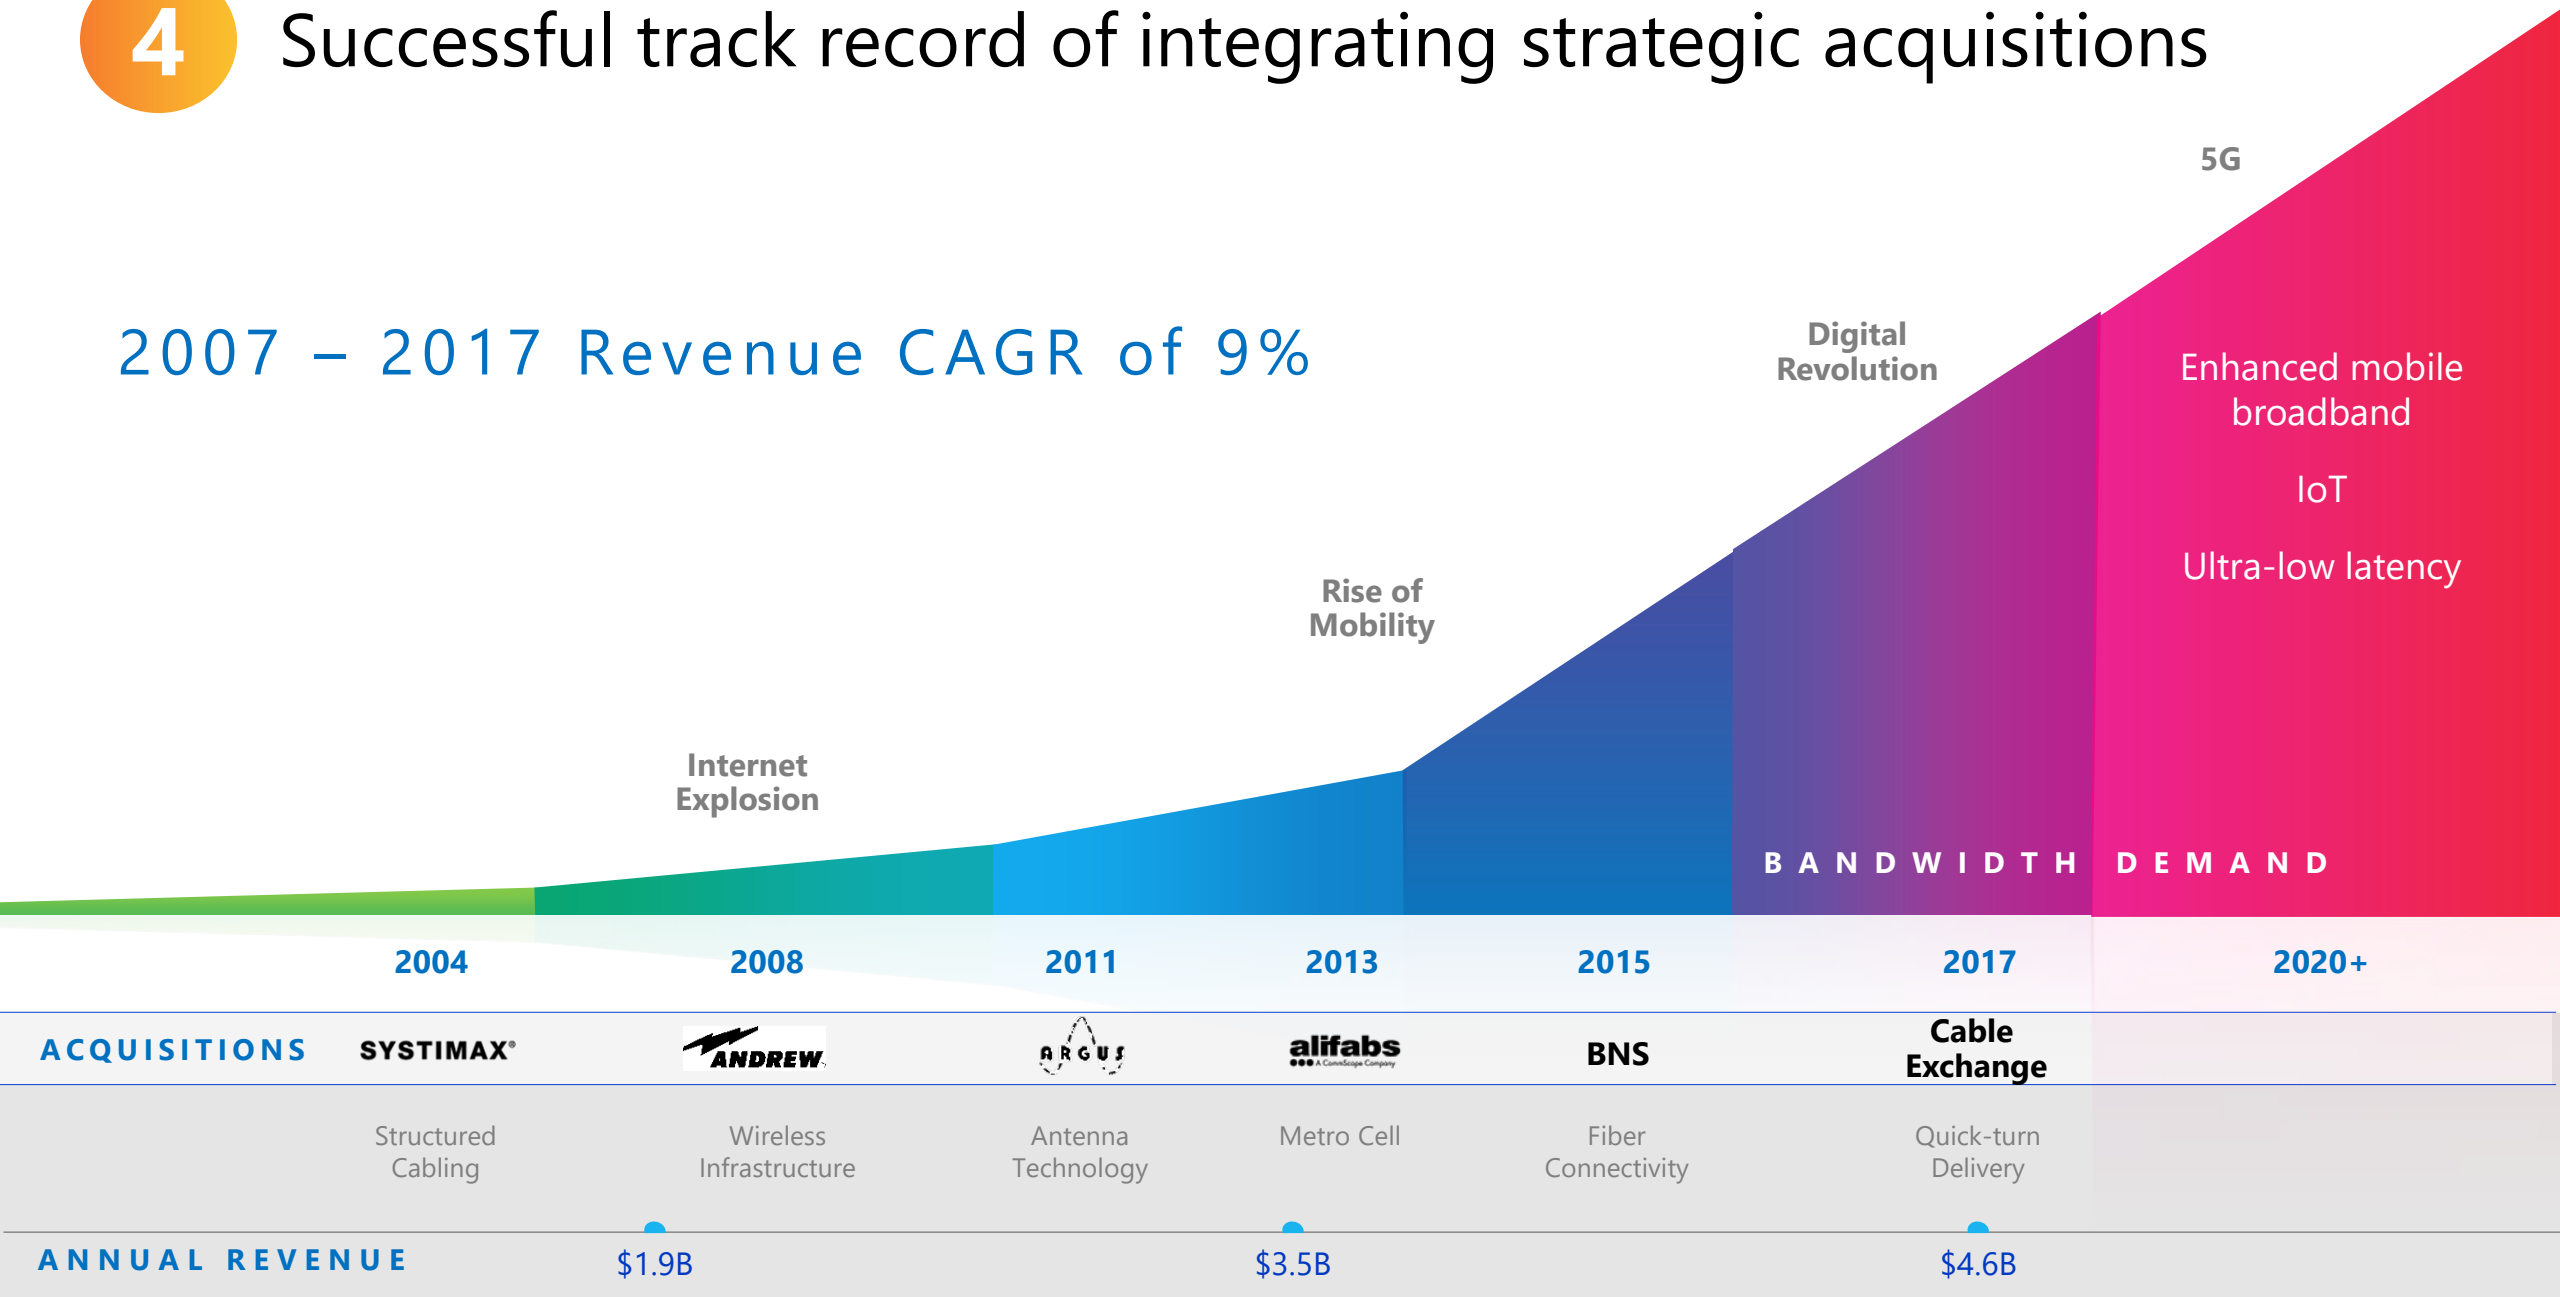 4
Successful track record of integrating strategic acquisitions
5G
2007 – 2017 Revenue CAGR of 9%
Digital
Revolution
Enhanced mobile
broadband
IoT
Ultra-low latency
Rise of
Mobility
Internet
Explosion
BANDWIDTH DEMAND
2004 2008 2011 2013 2015 2017 2020+
ACQUISITIONS
SYSTIMAX®
ANDREW.
ARGUS
alifabs
A CommScope Company
BNS
Cable
Exchange
Structured
Cabling
Wireless
Infrastructure
Antenna
Technology
Metro Cell
Fiber
Connectivity
Quick-turn
Delivery
ANNUAL REVENUE $1.9B $3.5B $4.6B